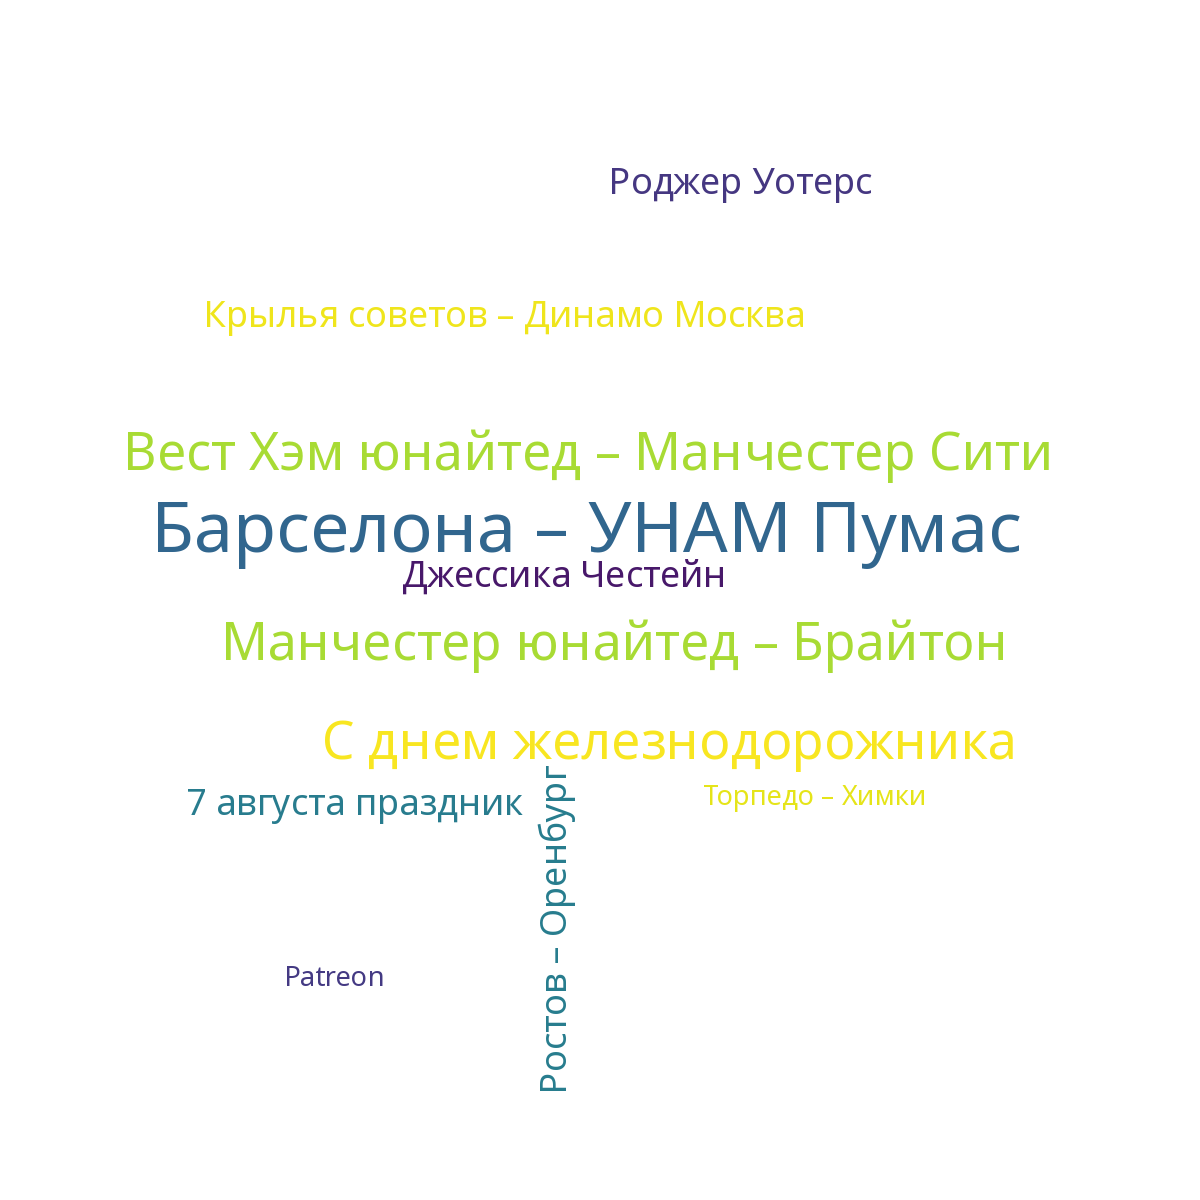 Роджер Уотерс
Крылья советов – Динамо Москва
Вест Хэм юнайтед – Манчестер Сити
Барселона – УНАМ Пумас
Джессика Честейн
Манчестер юнайтед – Брайтон
С днем железнодорожника
7 августа праздник
Торпедо – Химки
Ростов – Оренбург
Patreon